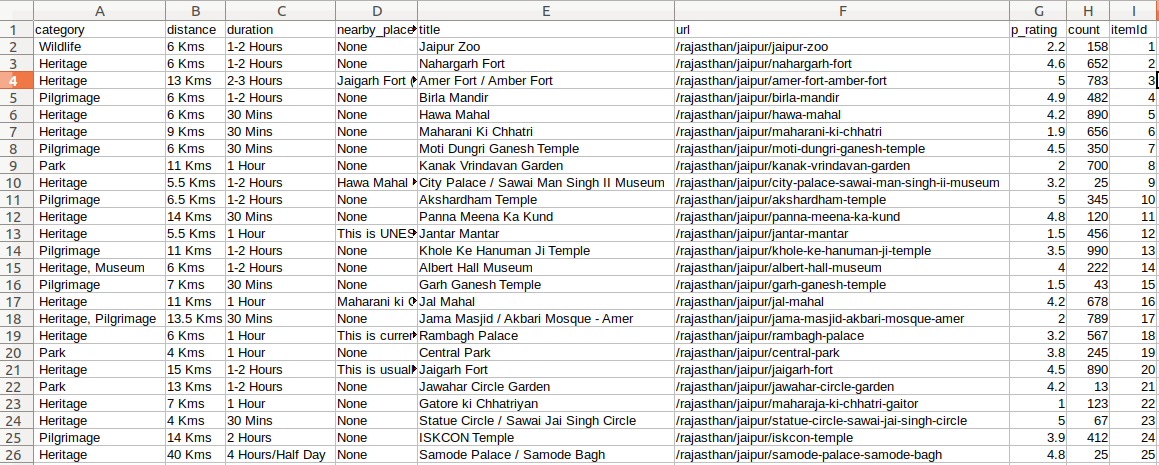 A B C D E F G H I
1 category distance duration nearby_place title url p_rating count itemId
2 Wildlife 6 Kms 1-2 Hours None Jaipur Zoo /rajasthan/jaipur/jaipur-zoo 2.2 158 1
3 Heritage 6 Kms 1-2 Hours None Nahargarh Fort /rajasthan/jaipur/nahargarh-fort 4.6 652 2
4 Heritage 13 Kms 2-3 Hours Jaigarh Fort ( Amer Fort / Amber Fort /rajasthan/jaipur/amer-fort-amber-fort 5 783 3
5 Pilgrimage 6 Kms 1-2 Hours None Birla Mandir /rajasthan/jaipur/birla-mandir 4.9 482 4
6 Heritage 6 Kms 30 Mins None Hawa Mahal /rajasthan/jaipur/hawa-mahal 4.2 890 5
7 Heritage 9 Kms 30 Mins None Maharani Ki Chhatri /rajasthan/jaipur/maharani-ki-chhatri 1.9 656 6
8 Pilgrimage 6 Kms 30 Mins None Moti Dungri Ganesh Temple /rajasthan/jaipur/moti-dungri-ganesh-temple 4.5 350 7
9 Park 11 Kms 1 Hour None Kanak Vrindavan Garden /rajasthan/jaipur/kanak-vrindavan-garden 2 700 8
10 Heritage 5.5 Kms 1-2 Hours Hawa Mahal City Palace / Sawai Man Singh II Museum /rajasthan/jaipur/city-palace-sawai-man-singh-ii-museum 3.2 25 9
11 Pilgrimage 6.5 Kms 1-2 Hours None Akshardham Temple /rajasthan/jaipur/akshardham-temple 5 345 10
12 Heritage 14 Kms 30 Mins None Panna Meena Ka Kund /rajasthan/jaipur/panna-meena-ka-kund 4.8 120 11
13 Heritage 5.5 Kms 1 Hour This is UNES Jantar Mantar /rajasthan/jaipur/jantar-mantar 1.5 456 12
14 Pilgrimage 11 Kms 1-2 Hours None Khole Ke Hanuman Ji Temple /rajasthan/jaipur/khole-ke-hanuman-ji-temple 3.5 990 13
15 Heritage, Museum 6 Kms 1-2 Hours None Albert Hall Museum /rajasthan/jaipur/albert-hall-museum 4 222 14
16 Pilgrimage 7 Kms 30 Mins None Garh Ganesh Temple /rajasthan/jaipur/garh-ganesh-temple 1.5 43 15
17 Heritage 11 Kms 1 Hour Maharani ki C Jal Mahal /rajasthan/jaipur/jal-mahal 4.2 678 16
18 Heritage, Pilgrimage 13.5 Kms 30 Mins None Jama Masjid / Akbari Mosque - Amer /rajasthan/jaipur/jama-masjid-akbari-mosque-amer 2 789 17
19 Heritage 6 Kms 1 Hour This is curre Rambagh Palace /rajasthan/jaipur/rambagh-palace 3.2 567 18
20 Park 4 Kms 1 Hour None Central Park /rajasthan/jaipur/central-park 3.8 245 19
21 Heritage 15 Kms 1-2 Hours This is usual Jaigarh Fort /rajasthan/jaipur/jaigarh-fort 4.5 890 20
22 Park 13 Kms 1-2 Hours None Jawahar Circle Garden /rajasthan/jaipur/jawahar-circle-garden 4.2 13 21
23 Heritage 7 Kms 1 Hour None Gatore ki Chhatriyan /rajasthan/jaipur/maharaja-ki-chhatri-gaitor 1 123 22
24 Heritage 4 Kms 30 Mins None Statue Circle / Sawai Jai Singh Circle /rajasthan/jaipur/statue-circle-sawai-jai-singh-circle 5 67 23
25 Pilgrimage 14 Kms 2 Hours None ISKCON Temple /rajasthan/jaipur/iskcon-temple 3.9 412 24
26 Heritage 40 Kms 4 Hours/Half Day None Samode Palace / Samode Bagh /rajasthan/jaipur/samode-palace-samode-bagh 4.8 25 25